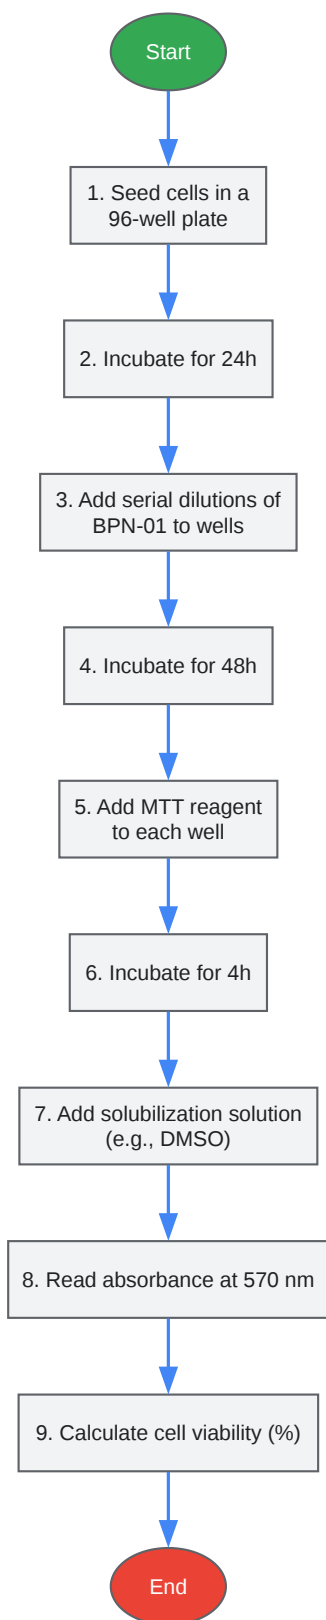 Start
1. Seed cells in a
96-well plate
2. Incubate for 24h
3. Add serial dilutions of
BPN-01 to wells
4. Incubate for 48h
5. Add MTT reagent
to each well
6. Incubate for 4h
7. Add solubilization solution
(e.g., DMSO)
8. Read absorbance at 570 nm
9. Calculate cell viability (%)
End